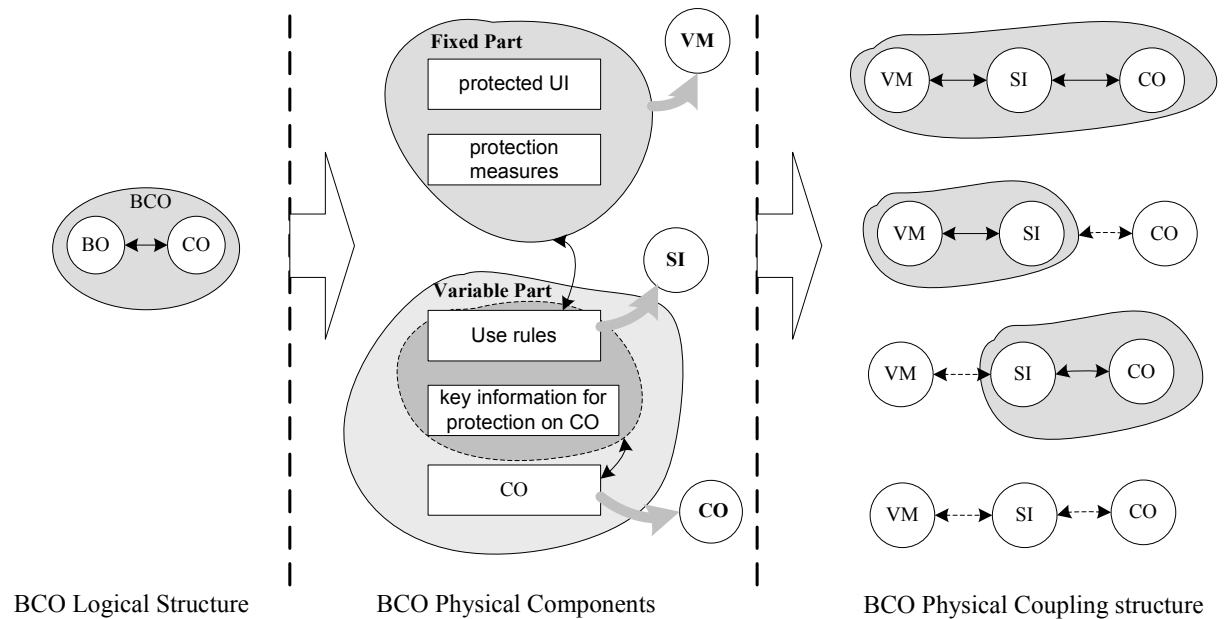 BCO
BO
CO
BCO Logical Structure
Fixed Part
protected UI
protection
measures
VM
SI
Variable Part
Use rules
key information for
protection on CO
CO
CO
BCO Physical Components
VM
SI
CO
VM
SI
CO
VM
SI
CO
VM
SI
CO
BCO Physical Coupling structure